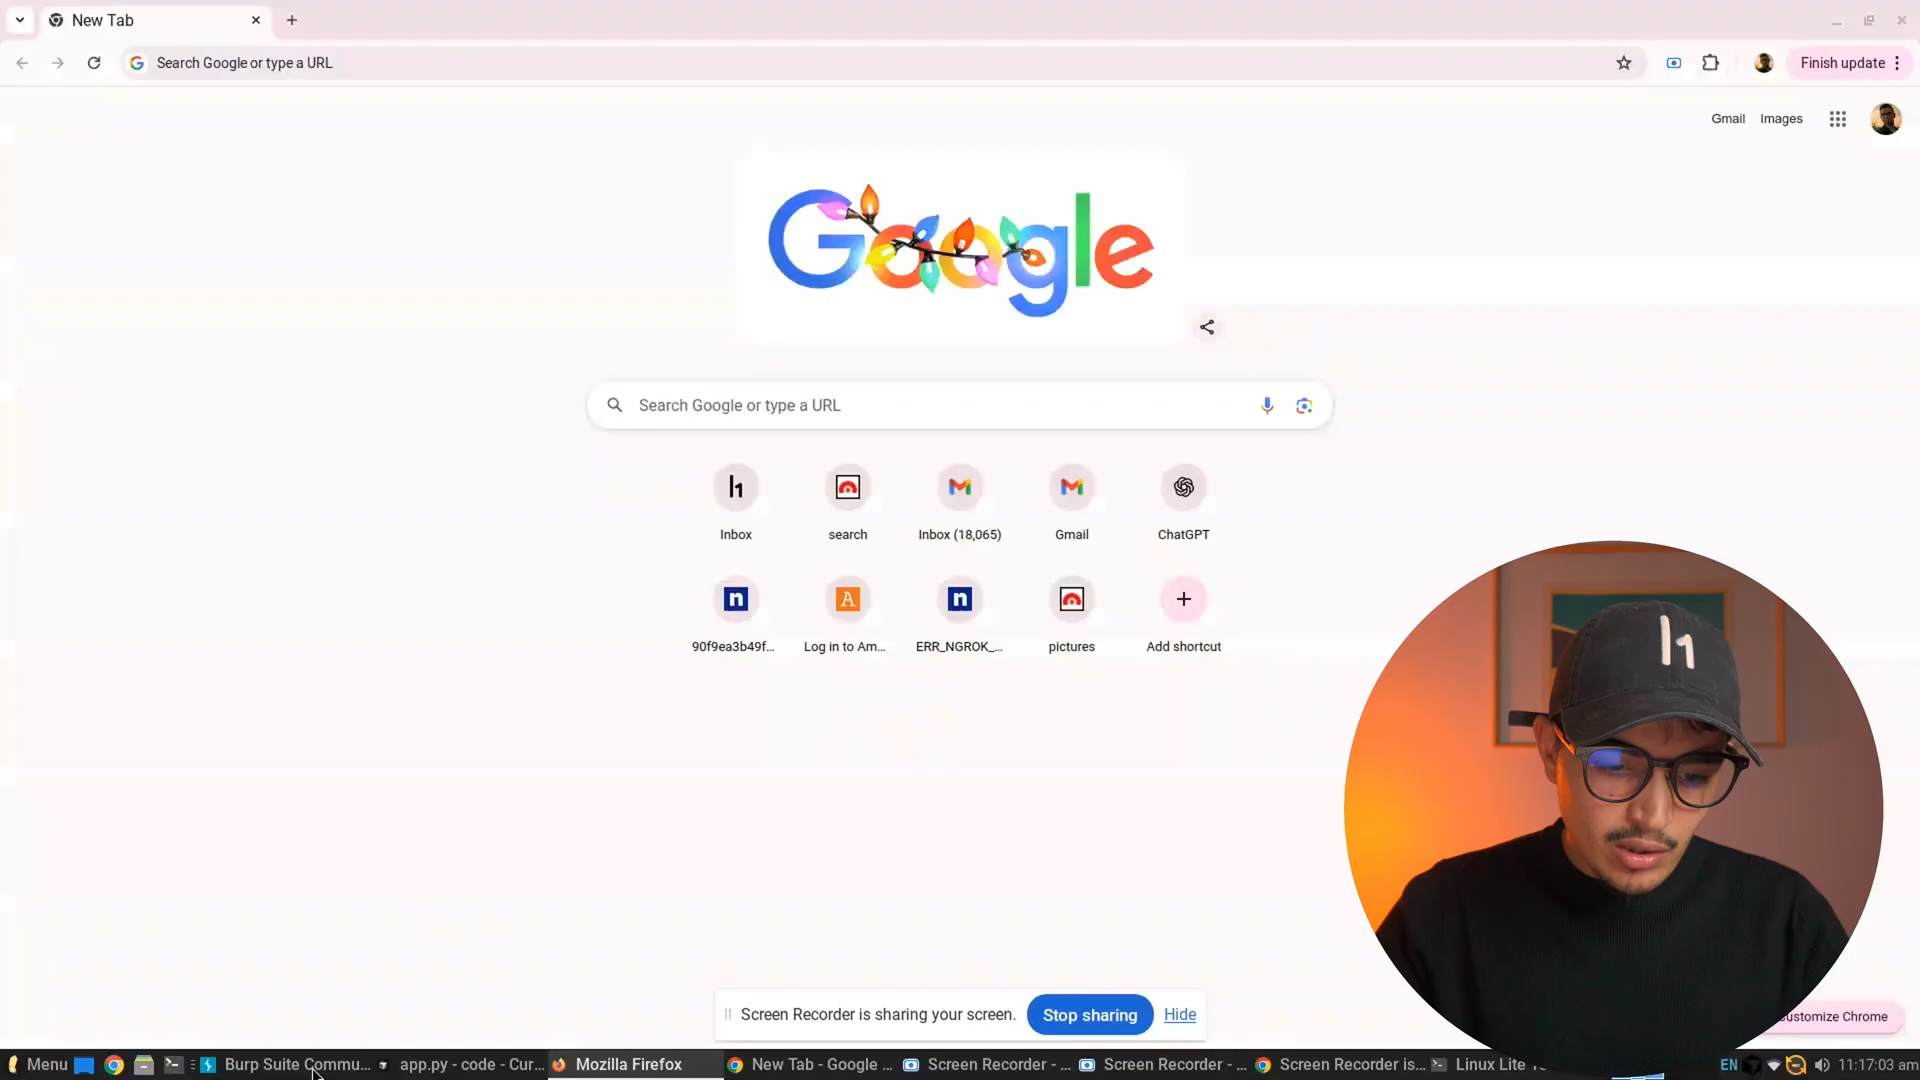 New Tab
Search Google or type a URL
Finish update
Gmail
Images
Google
Search Google or type a URL
Inbox
search
Inbox (18,065)
Gmail
ChatGPT
90f9ea3b49f...
Log in to Am...
ERR_NGROK_...
pictures
Add shortcut
h1
Screen Recorder is sharing your screen.
Stop sharing
Hide
ustomize Chrome
Menu
Burp Suite Commu...
app.py - code - Cur...
Mozilla Firefox
New Tab - Google ...
Screen Recorder - ...
Screen Recorder - ...
Screen Recorder is...
Linux Lite
EN
11:17:03 am